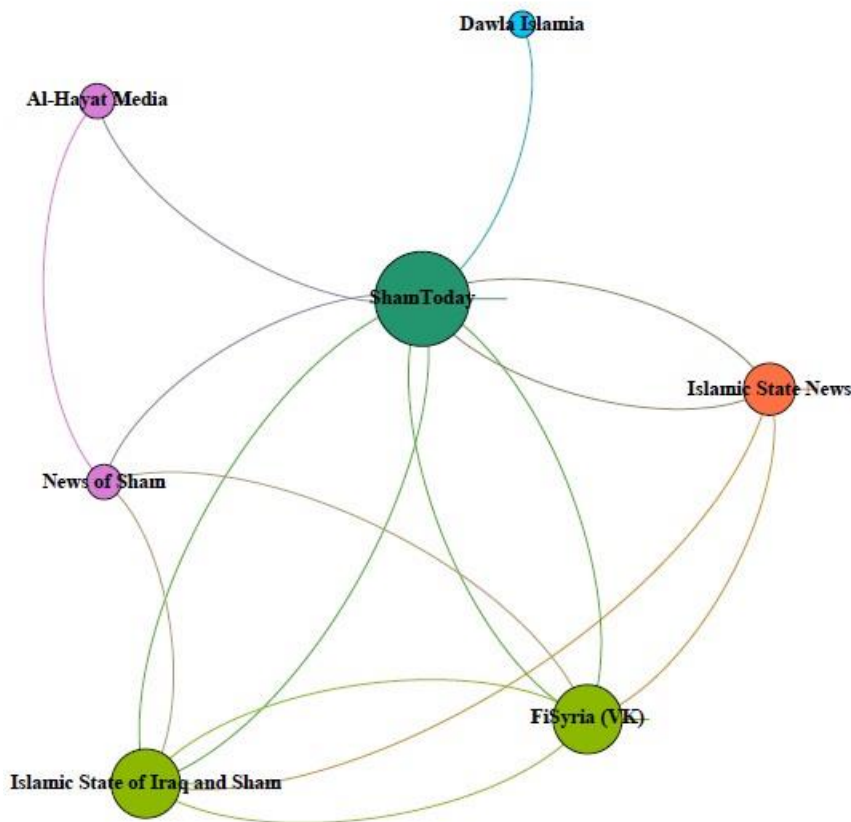 Dawla Islamia
Al-Hayat Media
ShamToday
Islamic State News
News of Sham
FiSyria (VK)
Islamic State of Iraq and Sham